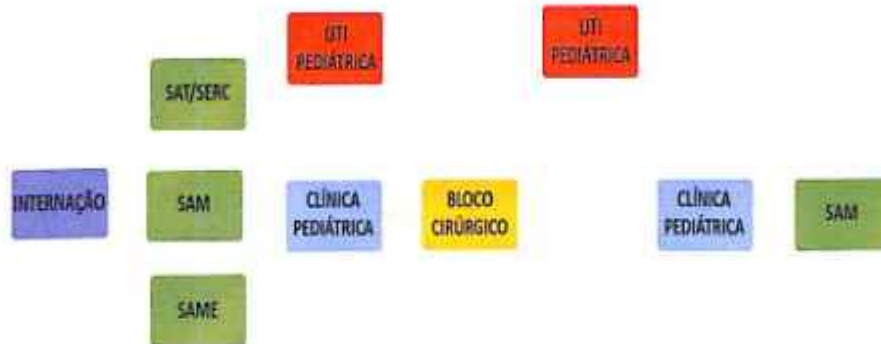 UTI
PEDIÁTRICA
UTI
PEDIÁTRICA
SAT/SERC
INTERNAÇÃO
SAM
CLÍNICA
PEDIÁTRICA
BLOCO
CIRÚRGICO
CLÍNICA
PEDIÁTRICA
SAM
SAME